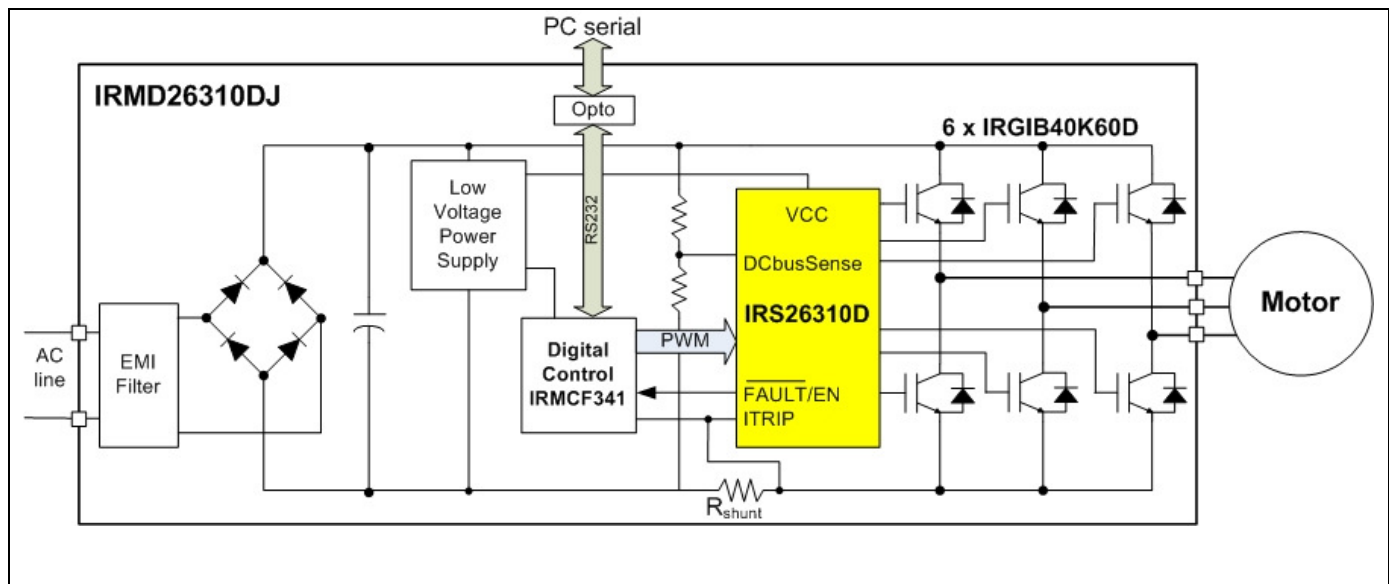 PC serial
IRMD26310DJ
Opto
6 x IRGIB40K60D
RS232
Low
Voltage
Power
Supply
VCC
DCbusSense
IRS26310D
Motor
AC
line
EMI
Filter
Digital
Control
IRMCF341
PWM
FAULT/EN
ITRIP
Rshunt